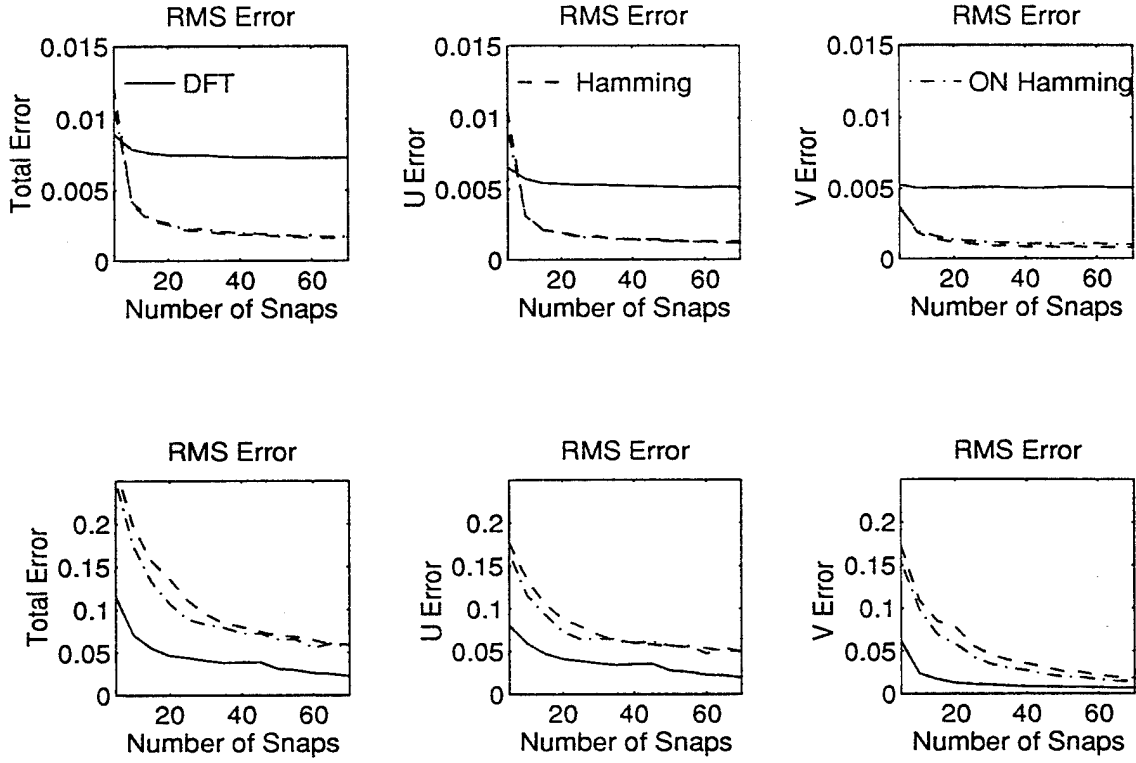 RMS Error
RMS Error
RMS Error
0.015
0.01
0.005
0
Total Error
DFT
20 40 60
Number of Snaps
0.015
0.01
0.005
0
U Error
Hamming
20 40 60
Number of Snaps
0.015
0.01
0.005
0
V Error
ON Hamming
20 40 60
Number of Snaps
RMS Error
RMS Error
RMS Error
0.2
0.15
0.1
0.05
0
Total Error
20 40 60
Number of Snaps
0.2
0.15
0.1
0.05
0
U Error
20 40 60
Number of Snaps
0.2
0.15
0.1
0.05
0
V Error
20 40 60
Number of Snaps